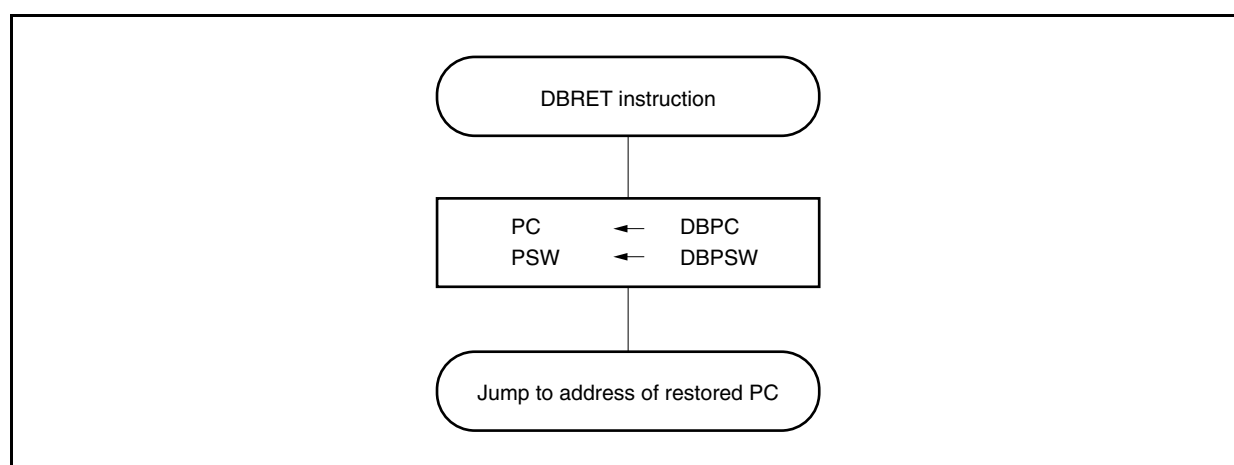 DBRET instruction
PC ← DBPC
PSW ← DBPSW
Jump to address of restored PC